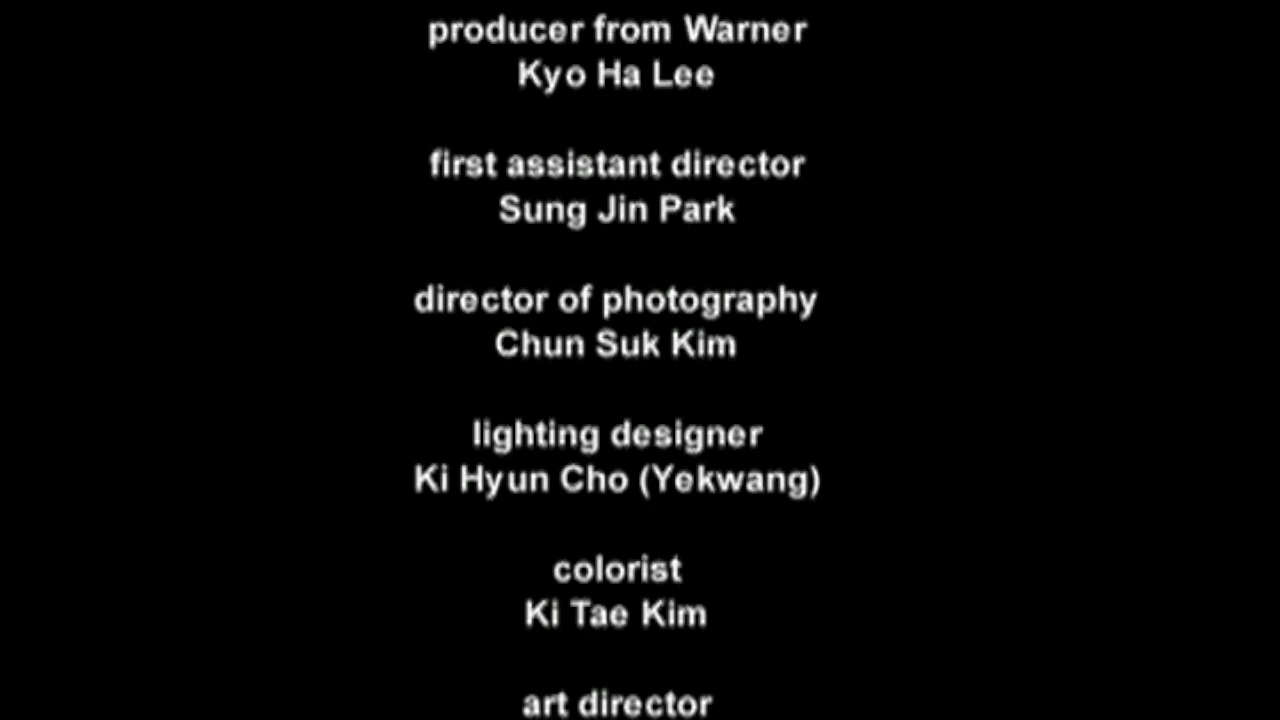 producer from Warner
Kyo Ha Lee
first assistant director
Sung Jin Park
director of photography
Chun Suk Kim
lighting designer
Ki Hyun Cho (Yekwang)
colorist
Ki Tae Kim
art director